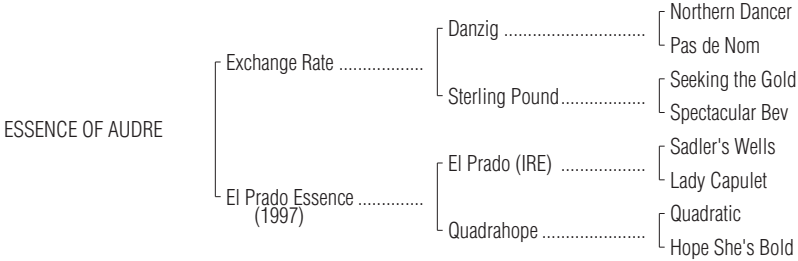 Northern Dancer
Danzig ..............................
Pas de Nom
Exchange Rate ..................
Seeking the Gold
Sterling Pound..................
Spectacular Bev
ESSENCE OF AUDRE
Sadler's Wells
El Prado (IRE) ..................
Lady Capulet
El Prado Essence ..............
(1997)
Quadratic
Quadrahope ......................
Hope She's Bold